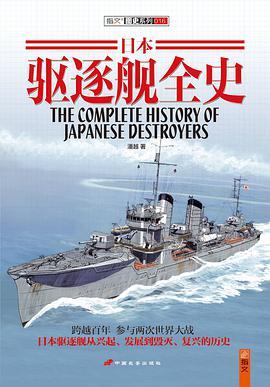 指文 图史系列 016
日本
驱逐舰全史
THE COMPLETE HISTORY OF
JAPANESE DESTROYERS
潘越 著
跨越百年 参与两次世界大战
日本驱逐舰从兴起、发展到毁灭、复兴的历史
中国长安出版社
指文